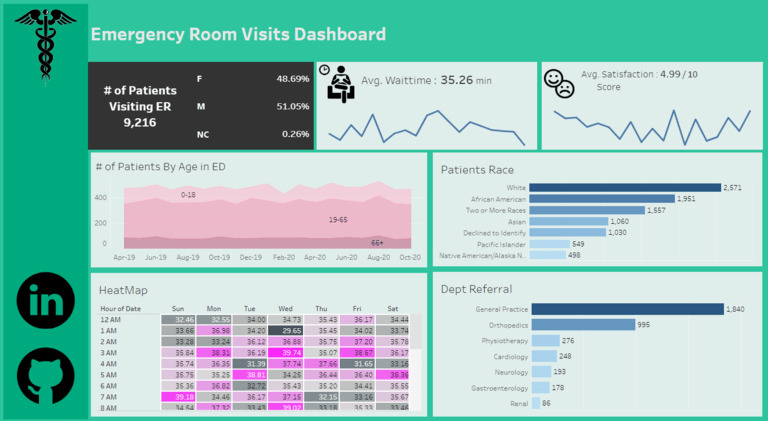 Emergency Room Visits Dashboard
# of Patients
Visiting ER
9,216
F 48.69%
M 51.05%
NC 0.26%
Avg. Waittime : 35.26 min
Avg. Satisfaction : 4.99 / 10
Score
# of Patients By Age in ED
400
200
0
0-18
19-65
66+
Apr-19 Jun-19 Aug-19 Oct-19 Dec-19 Feb-20 Apr-20 Jun-20 Aug-20 Oct-20
Patients Race
White 2,571
African American 1,951
Two or More Races 1,557
Asian 1,060
Declined to Identify 1,030
Pacific Islander 549
Native American/Alaska N.. 498
HeatMap
Hour of Date Sun Mon Tue Wed Thu Fri Sat
12 AM 32.46 32.55 34.00 34.73 35.43 36.17 34.44
1 AM 33.66 36.98 34.20 29.65 35.45 34.02 33.74
2 AM 33.28 33.24 36.12 36.88 35.76 37.20 35.78
3 AM 35.84 38.31 36.19 39.74 35.07 38.67 36.17
4 AM 35.74 36.35 31.39 37.74 37.66 31.65 33.16
5 AM 35.75 35.25 38.81 34.25 36.44 36.40 38.36
6 AM 35.36 36.82 32.72 35.43 35.20 34.41 35.55
7 AM 39.18 34.46 36.17 37.15 32.15 33.16 35.67
8 AM 34.54 37.32 33.43 39.02 33.18 35.33 33.46
Dept Referral
General Practice 1,840
Orthopedics 995
Physiotherapy 276
Cardiology 248
Neurology 193
Gastroenterology 178
Renal 86
in